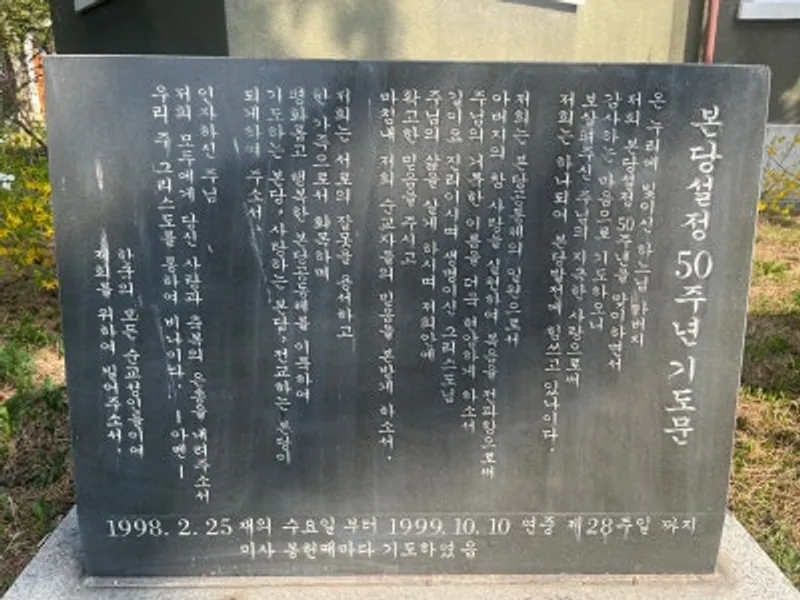 본당설정 50주년 기도문
온 누리에 빛이신 하느님 아버지
저희 본당설정 50주년을 맞이하면서
감사하는 마음으로 기도하오니
보살펴주신 주님의 지극한 사랑으로써
저희는 하나되어 본당발전에 힘쓰고 있나이다.
저희는 본당공동체의 일원으로서
아버지의 참 사랑을 실천하며 복음을 전파함으로써
주님의 거룩한 이름을 더욱 현양하게 하소서
길이요 진리이시며 생명이신 그리스도님
주님의 삶을 살게 하시며 저희안에
확고한 믿음을 주시고
마침내 저희 순교자들의 믿음을 본받게 하소서.
저희는 서로의 잘못을 용서하고
한 가족으로서 화목하며
평화롭고 행복한 본당공동체를 이룩하여
기도하는 본당, 사랑하는 본당, 전교하는 본당이
되게하여 주소서.
인자하신 주님
저희 모두에게 당신 사랑과 축복의 은총을 내려주소서
우리 주 그리스도를 통하여 비나이다. -아멘-
한국의 모든 순교성인들이여
저희를 위하여 빌어주소서.
1998. 2. 25 재의 수요일 부터 1999. 10. 10 연중 제28주일 까지
미사 봉헌때마다 기도하였음